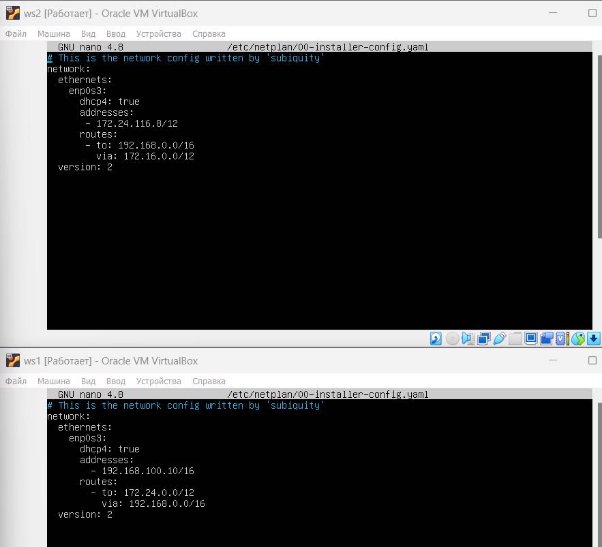 ws2 [Работает] - Oracle VM VirtualBox
Файл Машина Вид Ввод Устройства Справка
GNU nano 4.8 /etc/netplan/00-installer-config.yaml
# This is the network config written by 'subiquity'
network:
  ethernets:
    enp0s3:
      dhcp4: true
      addresses:
       - 172.24.116.8/12
      routes:
       - to: 192.168.0.0/16
         via: 172.16.0.0/12
  version: 2
ws1 [Работает] - Oracle VM VirtualBox
Файл Машина Вид Ввод Устройства Справка
GNU nano 4.8 /etc/netplan/00-installer-config.yaml
# This is the network config written by 'subiquity'
network:
  ethernets:
    enp0s3:
      dhcp4: true
      addresses:
        - 192.168.100.10/16
      routes:
        - to: 172.24.0.0/12
          via: 192.168.0.0/16
  version: 2